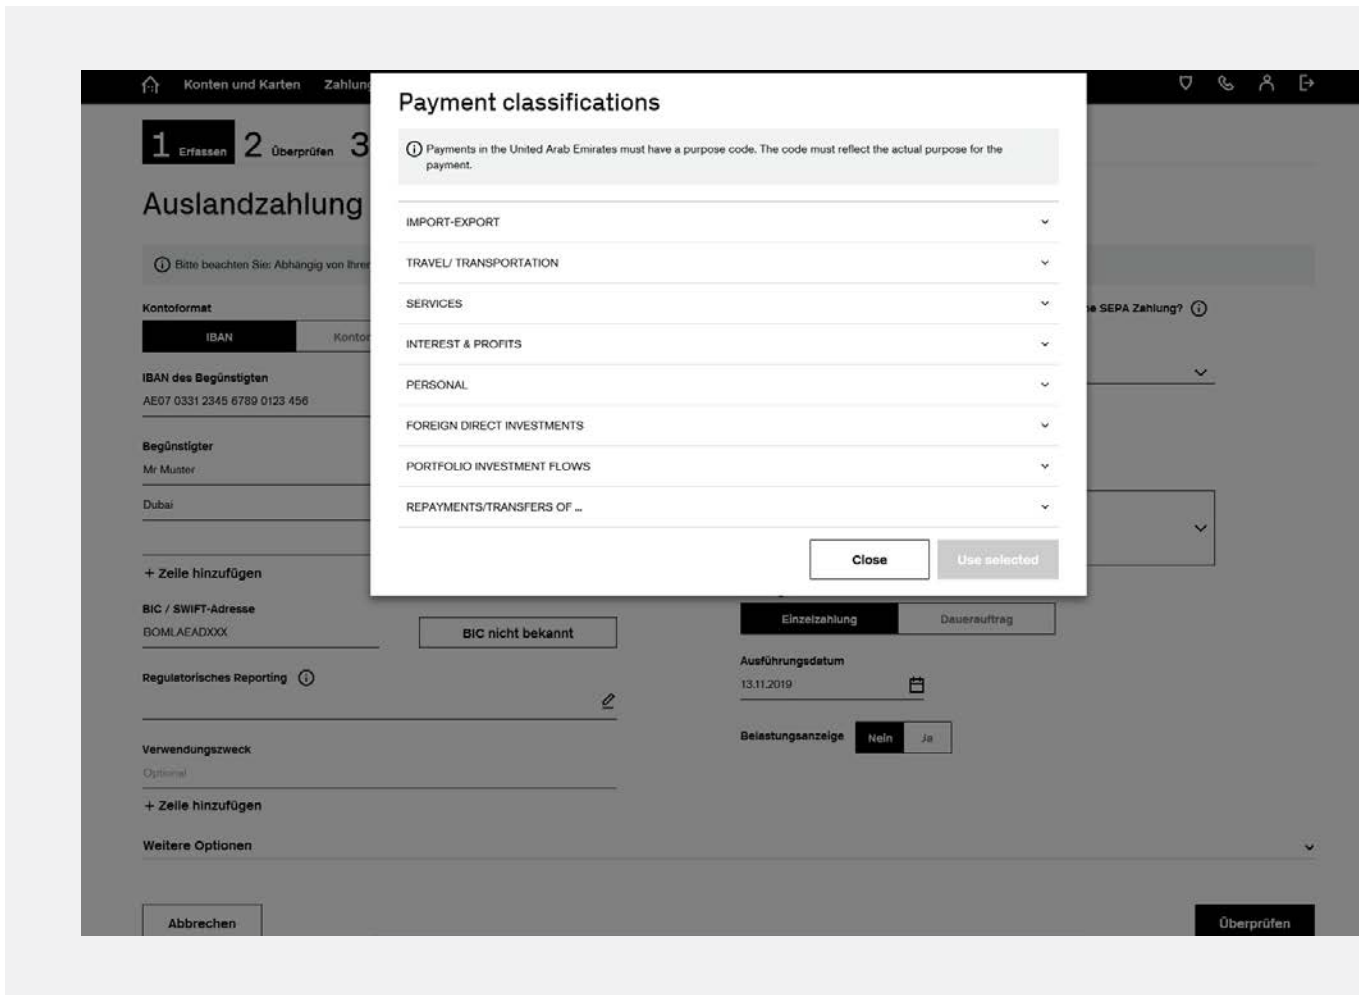 Konten und Karten
1 Erfassen 2 Überprüfen 3
Auslandzahlung
Bitte beachten Sie: Abhängig von Ihrer
Kontoformat
IBAN
IBAN des Begünstigten
AE07 0331 2345 6789 0123 456
Begünstigter
Mr Muster
Dubai
+ Zeile hinzufügen
BIC / SWIFT-Adresse
BOMLAEADXXX
BIC nicht bekannt
Regulatorisches Reporting
Verwendungszweck
Optional
+ Zeile hinzufügen
Weitere Optionen
Abbrechen
Payment classifications
Payments in the United Arab Emirates must have a purpose code. The code must reflect the actual purpose for the
payment.
IMPORT-EXPORT
TRAVEL/ TRANSPORTATION
SERVICES
INTEREST & PROFITS
PERSONAL
FOREIGN DIRECT INVESTMENTS
PORTFOLIO INVESTMENT FLOWS
REPAYMENTS/TRANSFERS OF ...
Close
Use selected
SEPA Zahlung?
Einzelzahlung
Dauerauftrag
Ausführungsdatum
13.11.2019
Belastungsanzeige
Nein
Ja
Überprüfen